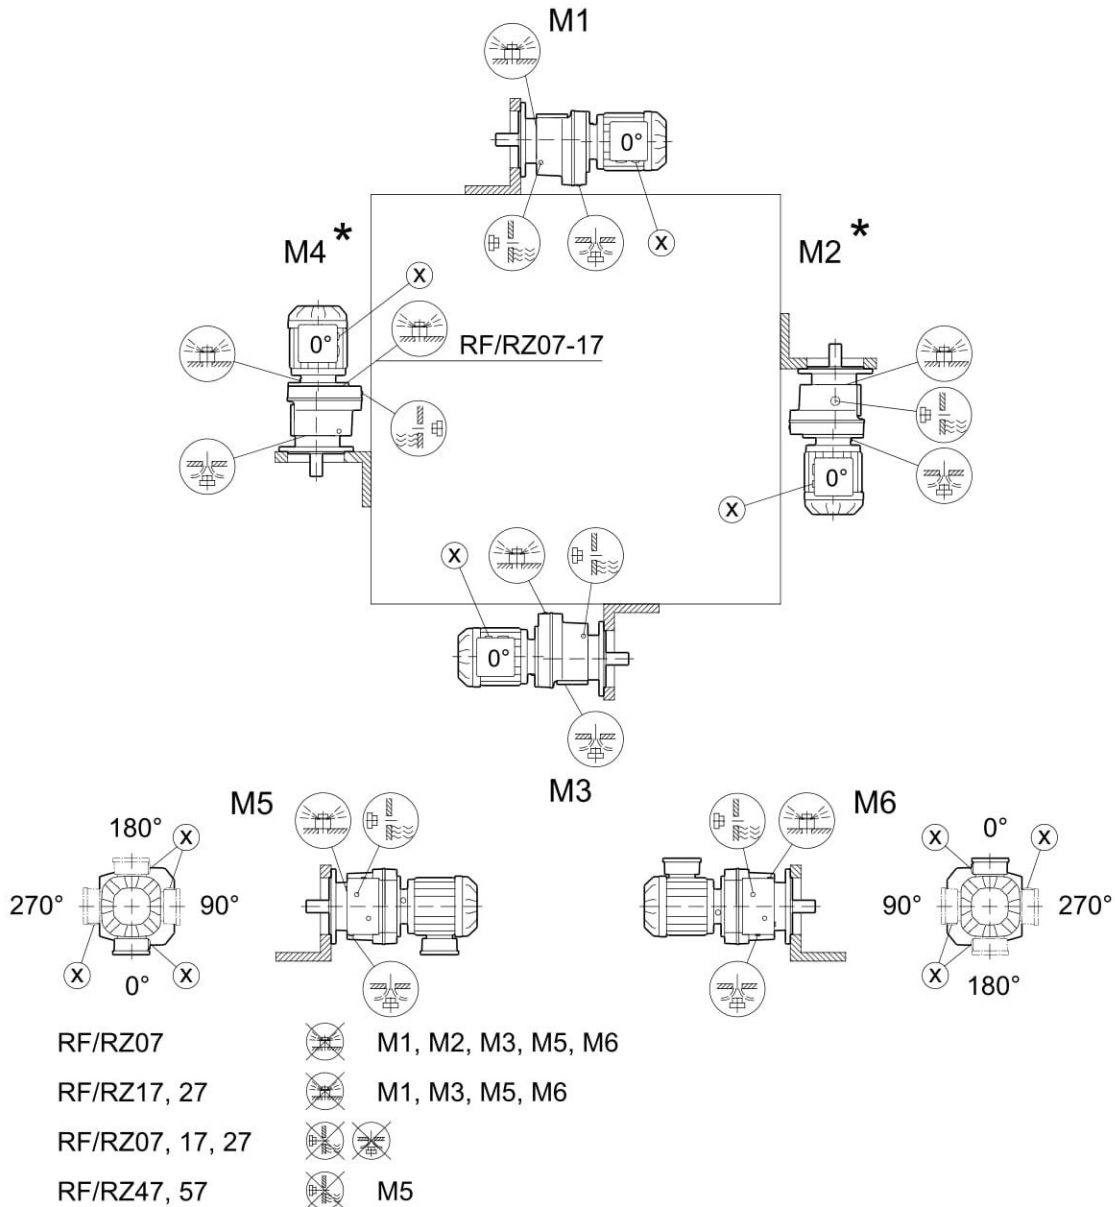 M1
0°
X
M4 *
M2 *
X
0°
RF/RZ07-17
0°
X
X
0°
M3
M5
M6
180°
X
270°
90°
X
X
0°
X
0°
X
90°
270°
X
180°
RF/RZ07
M1, M2, M3, M5, M6
RF/RZ17, 27
M1, M3, M5, M6
RF/RZ07, 17, 27
RF/RZ47, 57
M5